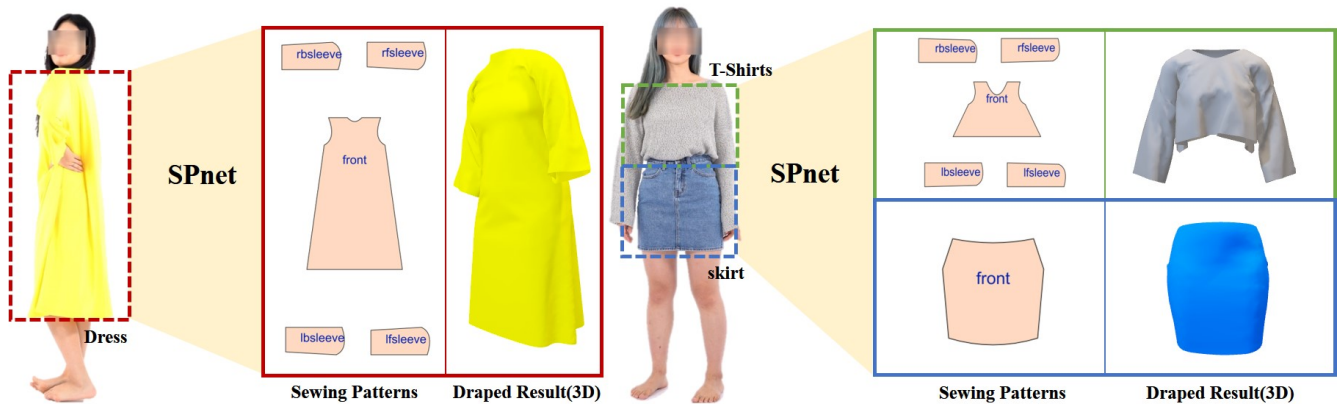 rbsleeve
rfsleeve
SPnet
front
lbsleeve
lfsleeve
Dress
Sewing Patterns
Draped Result(3D)
T-Shirts
rbsleeve
rfsleeve
front
SPnet
lbsleeve
lfsleeve
skirt
front
Sewing Patterns
Draped Result(3D)